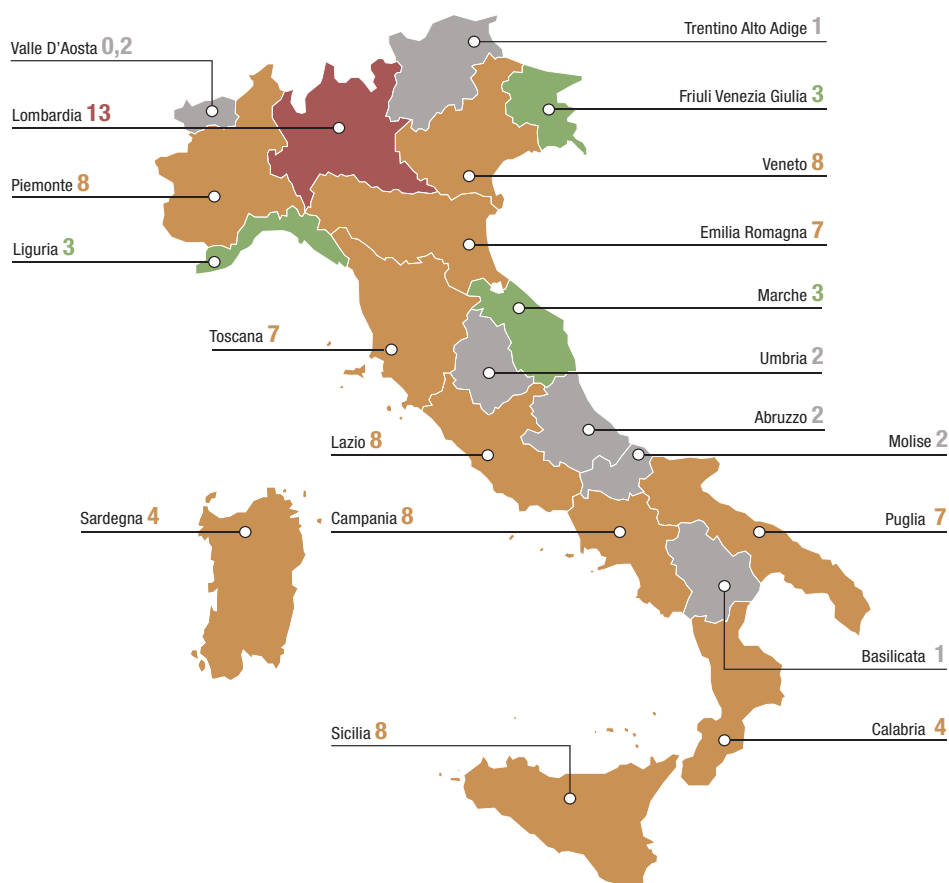 Trentino Alto Adige 1
Valle D'Aosta 0,2
Friuli Venezia Giulia 3
Lombardia 13
Veneto 8
Piemonte 8
Emilia Romagna 7
Liguria 3
Marche 3
Toscana 7
Umbria 2
Abruzzo 2
Lazio 8
Molise 2
Sardegna 4
Campania 8
Puglia 7
Basilicata 1
Sicilia 8
Calabria 4